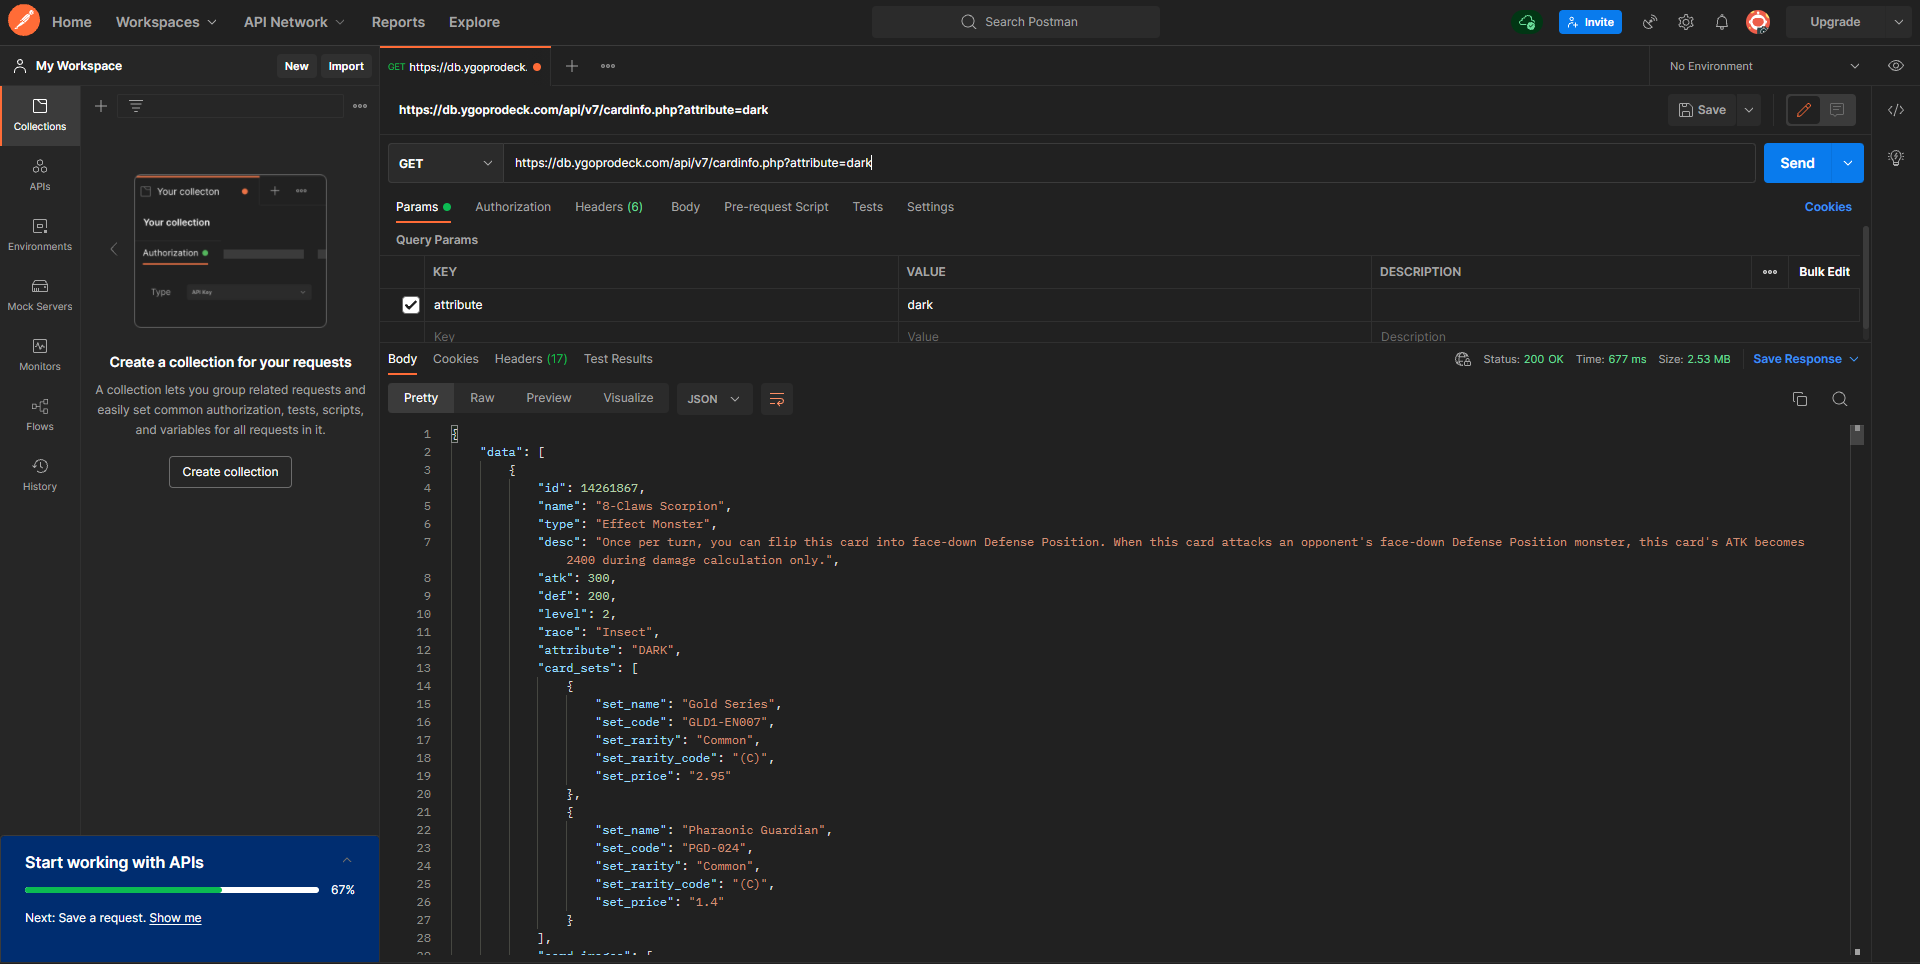 Home Workspaces API Network Reports Explore Search Postman Invite Upgrade
My Workspace New Import GET https://db.ygoprodeck. No Environment
Collections
APIs
Environments
Mock Servers
Monitors
Flows
History
Your collecton
Your collection
Authorization
Type API Key
Create a collection for your requests
A collection lets you group related requests and
easily set common authorization, tests, scripts,
and variables for all requests in it.
Create collection
Start working with APIs
67%
Next: Save a request. Show me
https://db.ygoprodeck.com/api/v7/cardinfo.php?attribute=dark Save
GET https://db.ygoprodeck.com/api/v7/cardinfo.php?attribute=dark Send
Params Authorization Headers (6) Body Pre-request Script Tests Settings Cookies
Query Params
KEY VALUE DESCRIPTION Bulk Edit
attribute dark
Key Value Description
Body Cookies Headers (17) Test Results Status: 200 OK Time: 677 ms Size: 2.53 MB Save Response
Pretty Raw Preview Visualize JSON
1 {
2 "data": [
3 {
4 "id": 14261867,
5 "name": "8-Claws Scorpion",
6 "type": "Effect Monster",
7 "desc": "Once per turn, you can flip this card into face-down Defense Position. When this card attacks an opponent's face-down Defense Position monster, this card's ATK becomes
2400 during damage calculation only.",
8 "atk": 300,
9 "def": 200,
10 "level": 2,
11 "race": "Insect",
12 "attribute": "DARK",
13 "card_sets": [
14 {
15 "set_name": "Gold Series",
16 "set_code": "GLD1-EN007",
17 "set_rarity": "Common",
18 "set_rarity_code": "(C)",
19 "set_price": "2.95"
20 },
21 {
22 "set_name": "Pharaonic Guardian",
23 "set_code": "PGD-024",
24 "set_rarity": "Common",
25 "set_rarity_code": "(C)",
26 "set_price": "1.4"
27 }
28 ],
29 "card_images": [